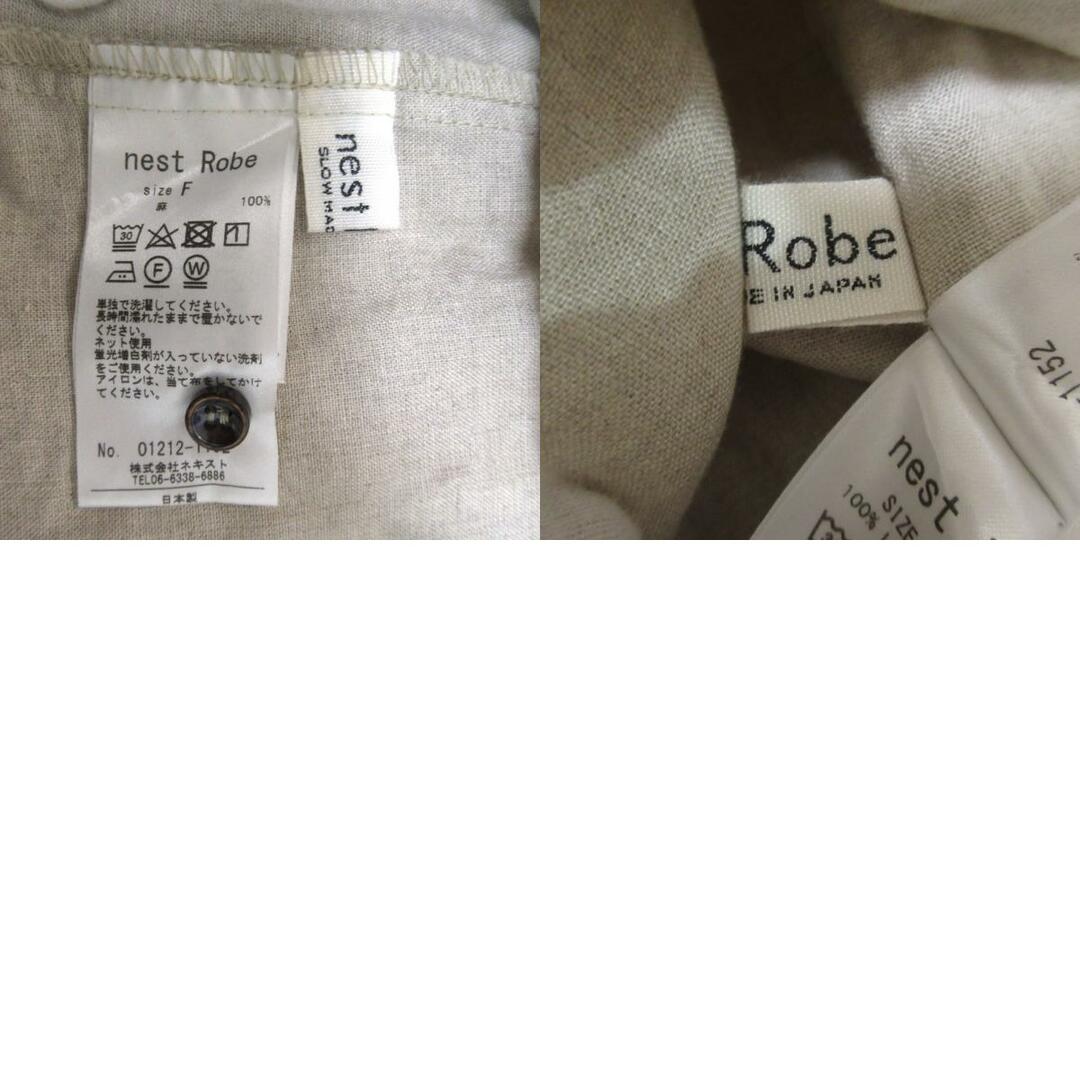 nest Robe
size F
麻 100%
30
1
F W
単独で洗濯してください。
長時間濡れたままで置かないで
ください。
ネット使用
蛍光増白剤が入っていない洗剤
をご使用ください。
アイロンは、当て布をしてかけ
てください。
No. 01212-
株式会社ネキスト
TEL06-6338-6886
日本製
nest
SLOW MAD
Robe
DE IN JAPAN
1152
nest
SIZE
100%